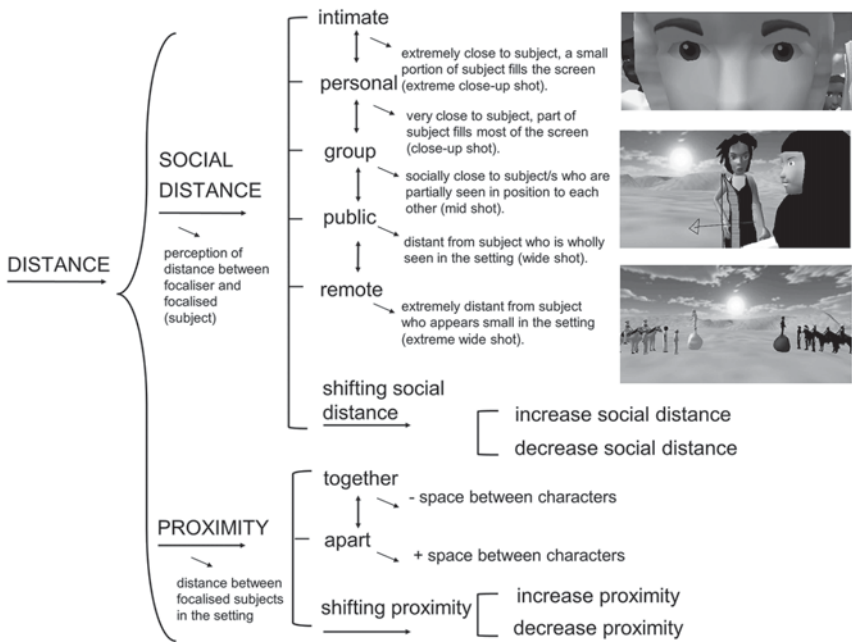 DISTANCE
SOCIAL
DISTANCE
perception of
distance between
focaliser and
focalised
(subject)
intimate
extremely close to subject, a small
portion of subject fills the screen
(extreme close-up shot).
personal
very close to subject, part of
subject fills most of the screen
(close-up shot).
group
socially close to subject/s who are
partially seen in position to each
other (mid shot).
public
distant from subject who is wholly
seen in the setting (wide shot).
remote
extremely distant from subject
who appears small in the setting
(extreme wide shot).
shifting social
distance
increase social distance
decrease social distance
PROXIMITY
distance between
focalised subjects
in the setting
together
- space between characters
apart
+ space between characters
shifting proximity
increase proximity
decrease proximity